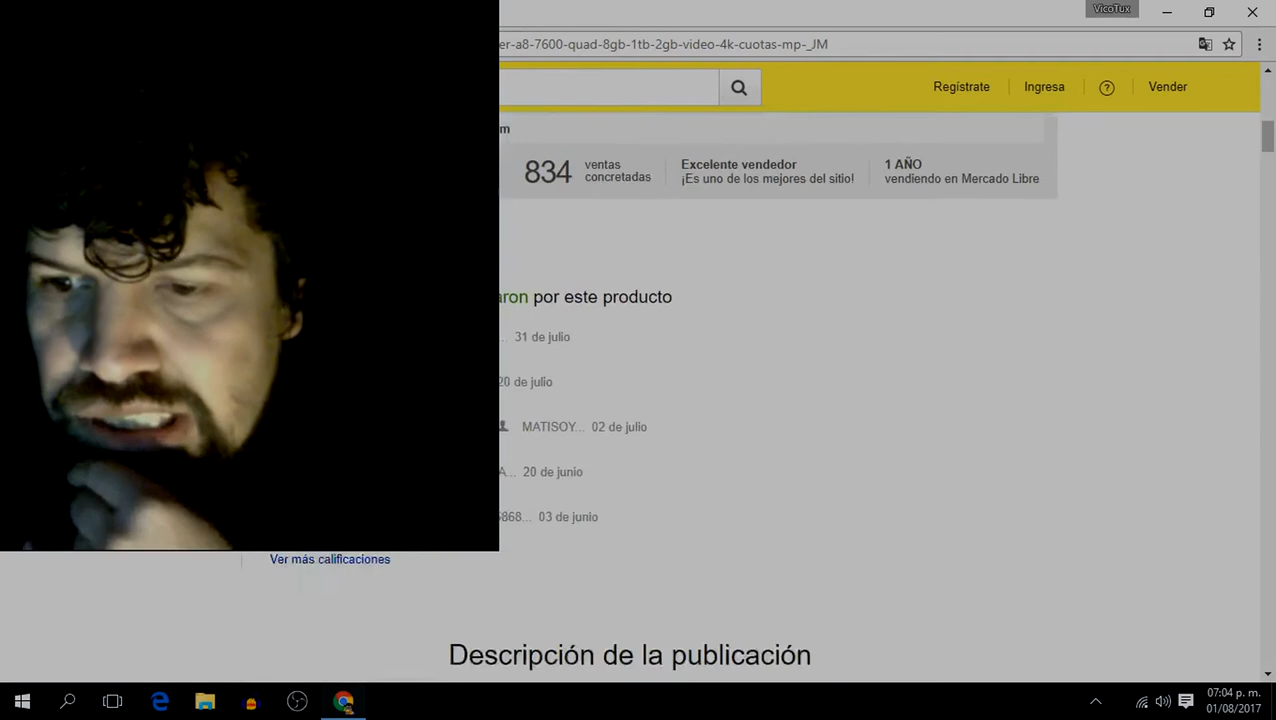 VicoTux
er-a8-7600-quad-8gb-1tb-2gb-video-4k-cuotas-mp-_JM
Regístrate Ingresa ? Vender
m
834 ventas concretadas
Excelente vendedor
¡Es uno de los mejores del sitio!
1 AÑO
vendiendo en Mercado Libre
aron por este producto
... 31 de julio
20 de julio
MATISOY... 02 de julio
A... 20 de junio
6868... 03 de junio
Ver más calificaciones
Descripción de la publicación
07:04 p. m.
01/08/2017